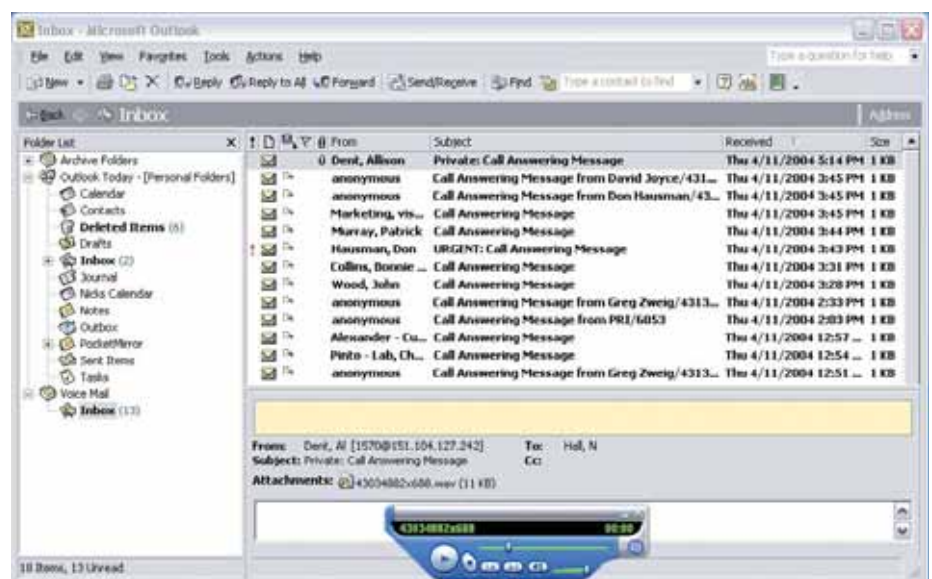 Inbox - Microsoft Outlook
File Edit View Favorites Tools Actions Help Type a question for help
New Reply Reply to All Forward Send/Receive Find Type a contact to find
Back Inbox Address
Folder List X
Archive Folders
Outlook Today - [Personal Folders]
Calendar
Contacts
Deleted Items (6)
Drafts
Inbox (2)
Journal
Nicks Calendar
Notes
Outbox
PocketMirror
Sent Items
Tasks
Voice Mail
Inbox (13)
From Subject Received Size
Dent, Allison Private: Call Answering Message Thu 4/11/2004 5:14 PM 1 KB
anonymous Call Answering Message from David Joyce/431... Thu 4/11/2004 3:45 PM 1 KB
anonymous Call Answering Message from Don Hausman/43... Thu 4/11/2004 3:45 PM 1 KB
Marketing, vis... Call Answering Message Thu 4/11/2004 3:45 PM 1 KB
Murray, Patrick Call Answering Message Thu 4/11/2004 3:44 PM 1 KB
! Hausman, Don URGENT: Call Answering Message Thu 4/11/2004 3:43 PM 1 KB
Collins, Bonnie ... Call Answering Message Thu 4/11/2004 3:31 PM 1 KB
Wood, John Call Answering Message Thu 4/11/2004 3:28 PM 1 KB
anonymous Call Answering Message from Greg Zweig/4313... Thu 4/11/2004 2:33 PM 1 KB
anonymous Call Answering Message from PRI/6053 Thu 4/11/2004 2:03 PM 1 KB
Alexander - Cu... Call Answering Message Thu 4/11/2004 12:57 ... 1 KB
Pinto - Lab, Ch... Call Answering Message Thu 4/11/2004 12:54 ... 1 KB
anonymous Call Answering Message from Greg Zweig/4313... Thu 4/11/2004 12:51 ... 1 KB
From: Dent, Al [1570@151.104.127.242] To: Hall, N
Subject: Private: Call Answering Message Cc:
Attachments: 43034882x688.wav (11 KB)
43034882x688 00:00
18 Items, 13 Unread